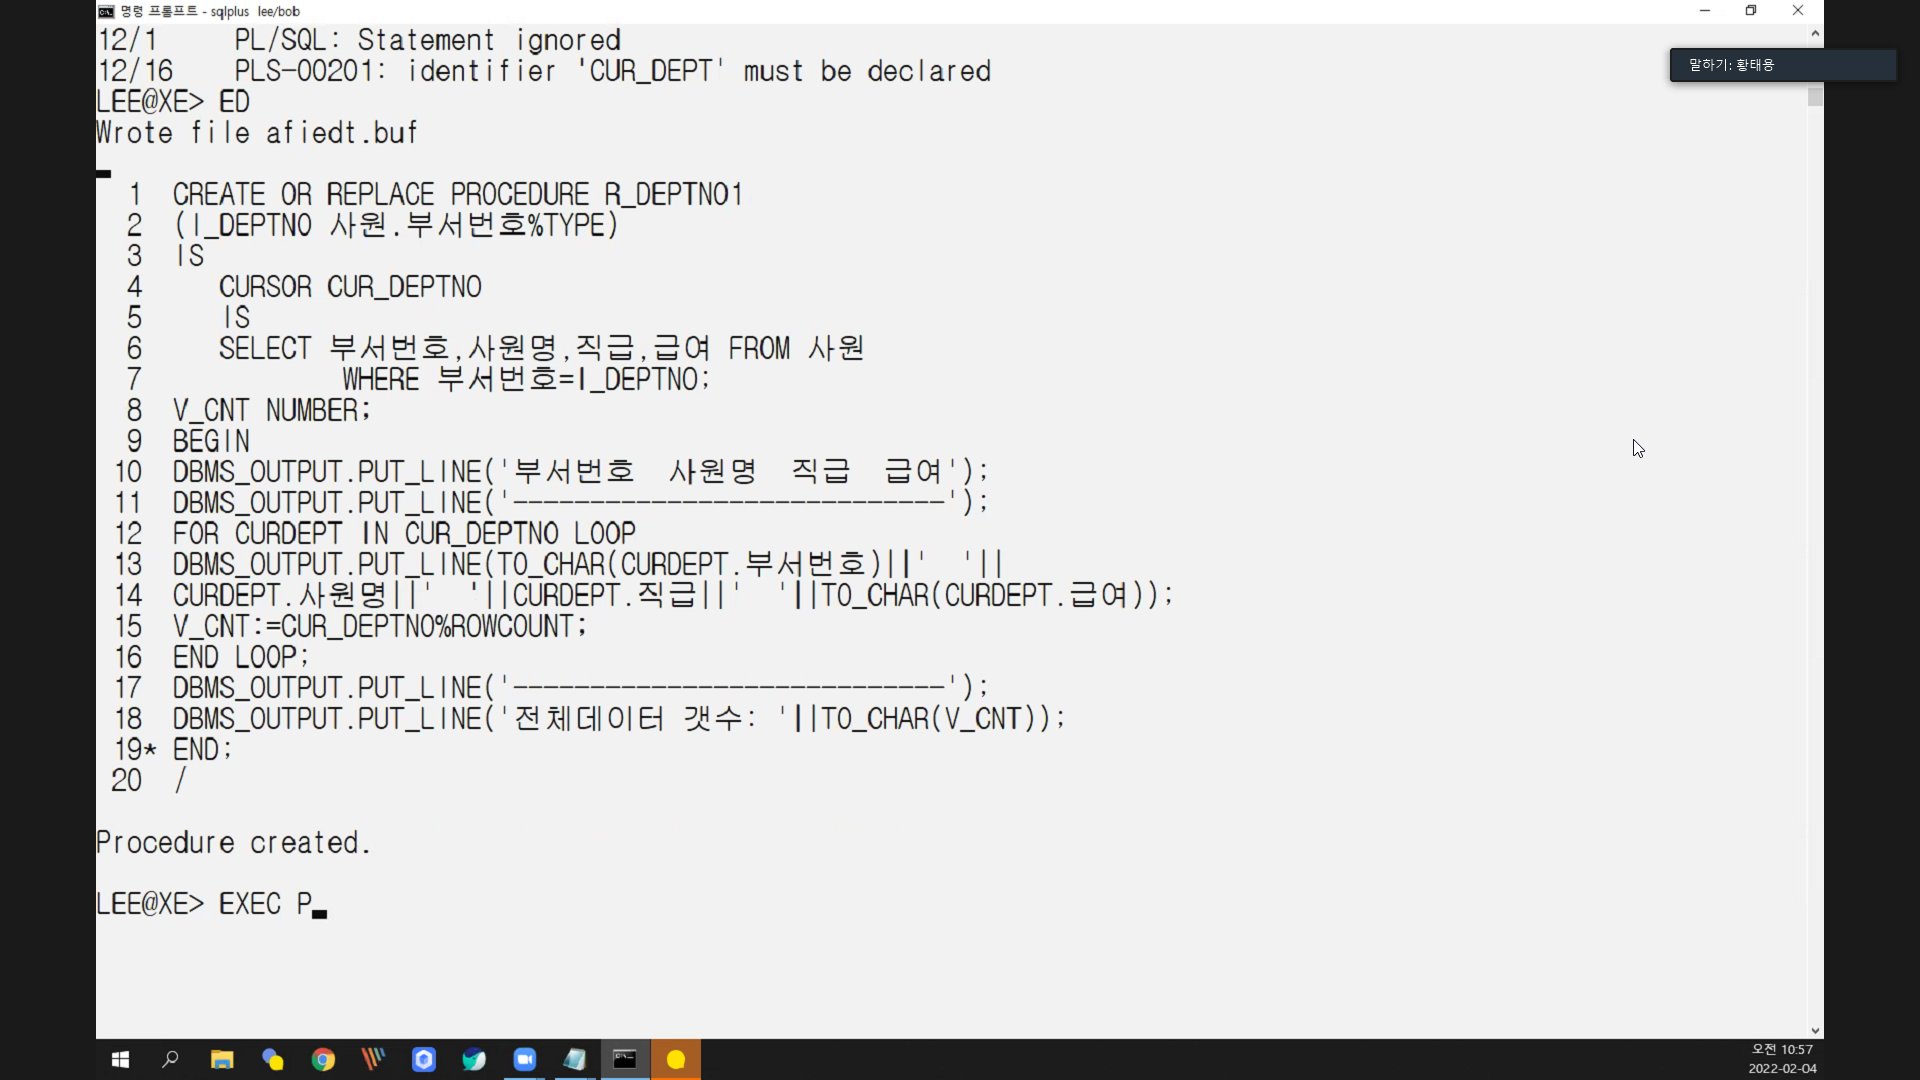 명령 프롬프트 - sqlplus  lee/bob
12/1     PL/SQL: Statement ignored
말하기: 황태용
12/16    PLS-00201: identifier 'CUR_DEPT' must be declared
LEE@XE> ED
Wrote file afiedt.buf
1  CREATE OR REPLACE PROCEDURE R_DEPTNO1
2  (I_DEPTNO 사원.부서번호%TYPE)
3  IS
4     CURSOR CUR_DEPTNO
5     IS
6     SELECT 부서번호,사원명,직급,급여 FROM 사원
7             WHERE 부서번호=I_DEPTNO;
8  V_CNT NUMBER;
9  BEGIN
10  DBMS_OUTPUT.PUT_LINE('부서번호  사원명  직급  급여');
11  DBMS_OUTPUT.PUT_LINE('----------------------------');
12  FOR CURDEPT IN CUR_DEPTNO LOOP
13  DBMS_OUTPUT.PUT_LINE(TO_CHAR(CURDEPT.부서번호)||'  '||
14  CURDEPT.사원명||'  '||CURDEPT.직급||'  '||TO_CHAR(CURDEPT.급여));
15  V_CNT:=CUR_DEPTNO%ROWCOUNT;
16  END LOOP;
17  DBMS_OUTPUT.PUT_LINE('----------------------------');
18  DBMS_OUTPUT.PUT_LINE('전체데이터 갯수: '||TO_CHAR(V_CNT));
19* END;
20  /
Procedure created.
LEE@XE> EXEC P
오전 10:57
2022-02-04